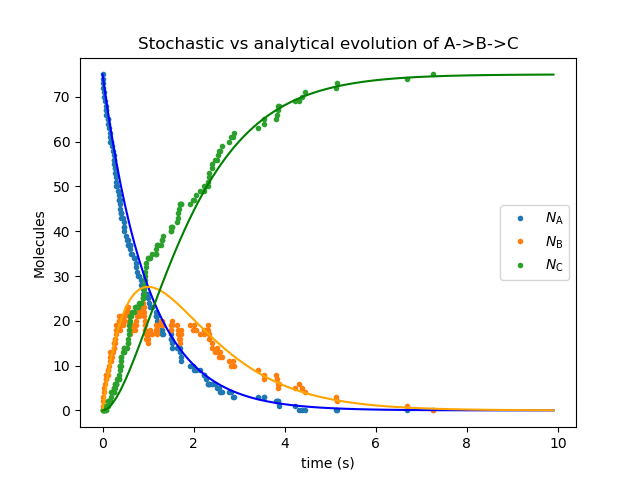 Stochastic vs analytical evolution of A->B->C
Molecules
70
60
50
40
30
20
10
0
N_A
N_B
N_C
0 2 4 6 8 10
time (s)